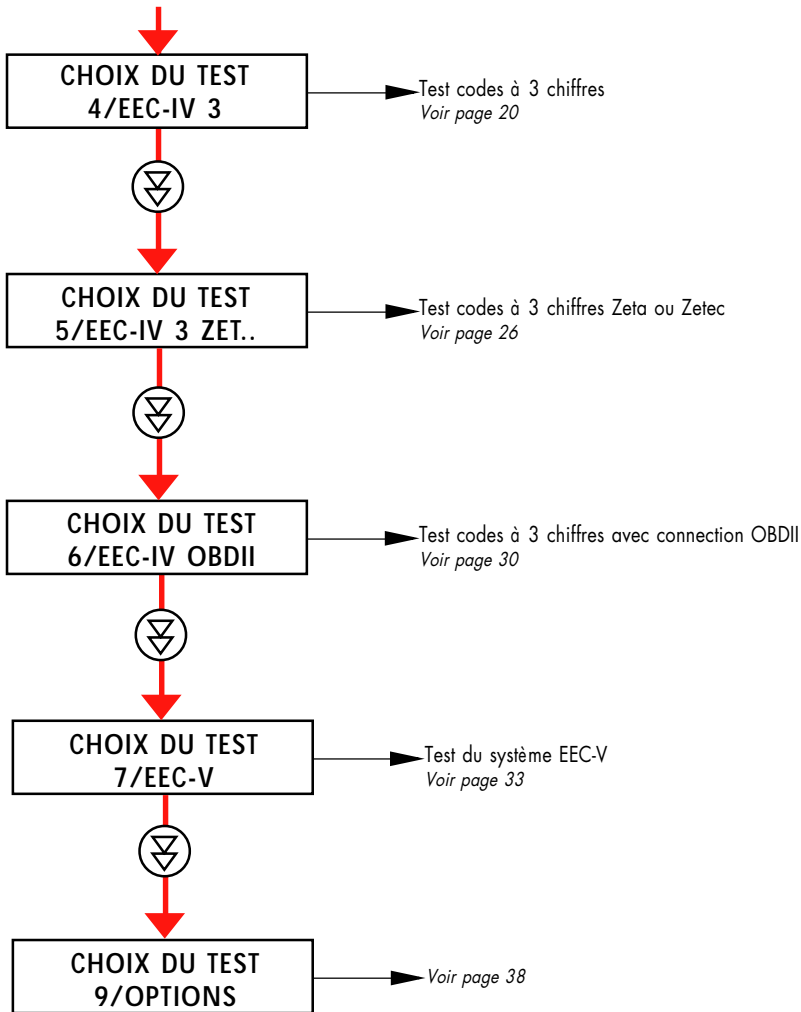 CHOIX DU TEST
4/EEC-IV 3
Test codes à 3 chiffres
Voir page 20
CHOIX DU TEST
5/EEC-IV 3 ZET..
Test codes à 3 chiffres Zeta ou Zetec
Voir page 26
CHOIX DU TEST
6/EEC-IV OBDII
Test codes à 3 chiffres avec connection OBDII
Voir page 30
CHOIX DU TEST
7/EEC-V
Test du système EEC-V
Voir page 33
CHOIX DU TEST
9/OPTIONS
Voir page 38